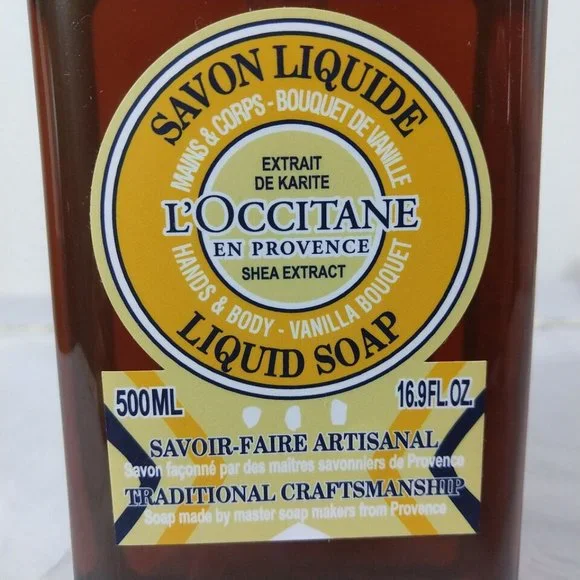 SAVON LIQUIDE
MAINS & CORPS - BOUQUET DE VANILLE
EXTRAIT
DE KARITE
L'OCCITANE
EN PROVENCE
SHEA EXTRACT
HANDS & BODY - VANILLA BOUQUET
LIQUID SOAP
500ML
16.9FL.OZ.
SAVOIR-FAIRE ARTISANAL
Savon façonné par des maîtres savonniers de Provence
TRADITIONAL CRAFTSMANSHIP
Soap made by master soap makers from Provence